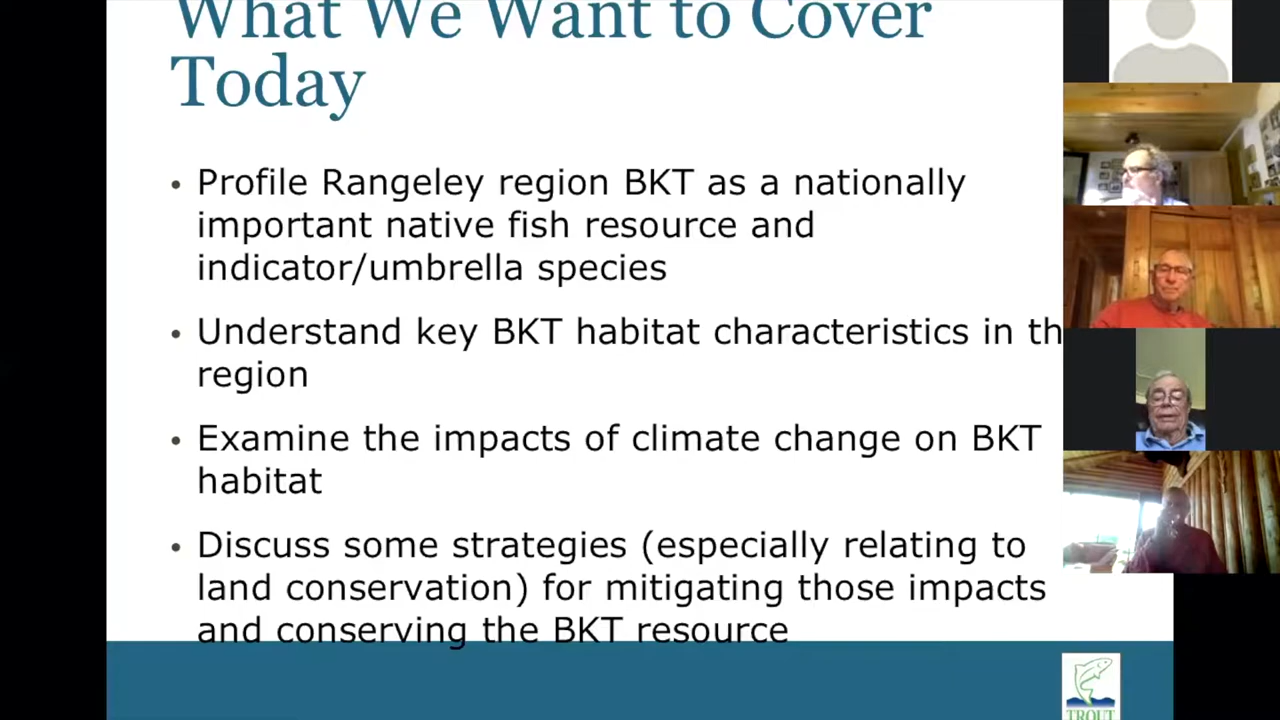 What We Want to Cover
Today
• Profile Rangeley region BKT as a nationally
important native fish resource and
indicator/umbrella species
• Understand key BKT habitat characteristics in th
region
• Examine the impacts of climate change on BKT
habitat
• Discuss some strategies (especially relating to
land conservation) for mitigating those impacts
and conserving the BKT resource
TROUT